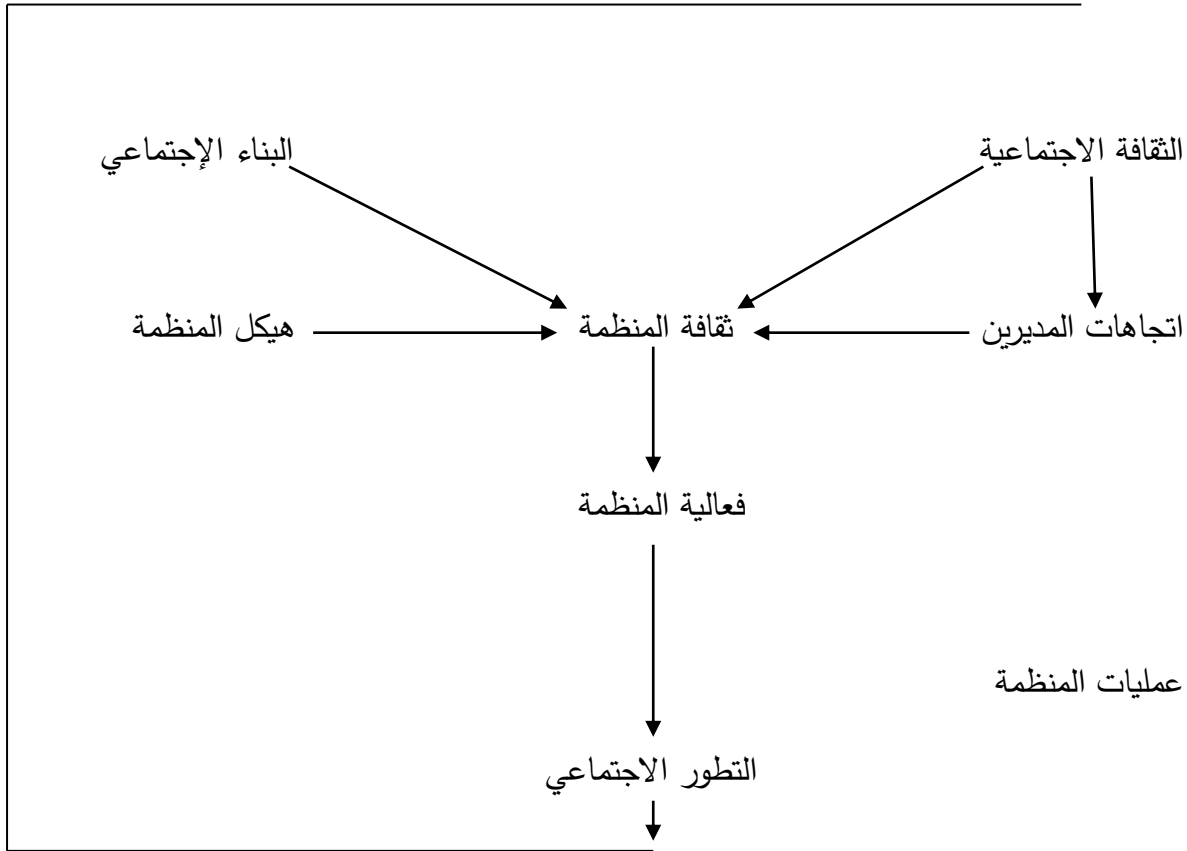 الثقافة الاجتماعية
البناء الإجتماعي
اتجاهات المديرين
ثقافة المنظمة
هيكل المنظمة
فعالية المنظمة
عمليات المنظمة
التطور الاجتماعي